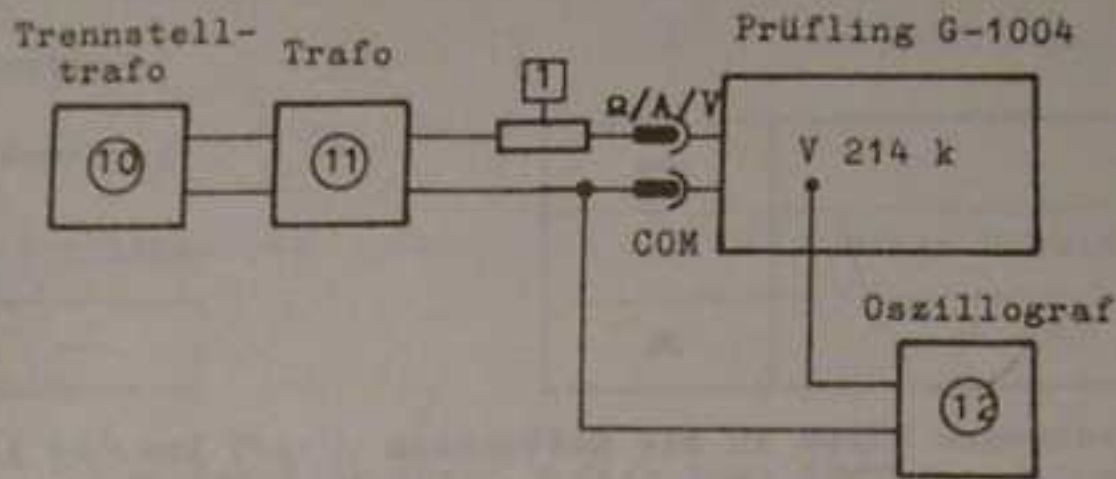 Trennstell-
trafo
Trafo
1
Ω/A/V
Prüfling G-1004
10
11
V 214 k
COM
Oszillograf
12